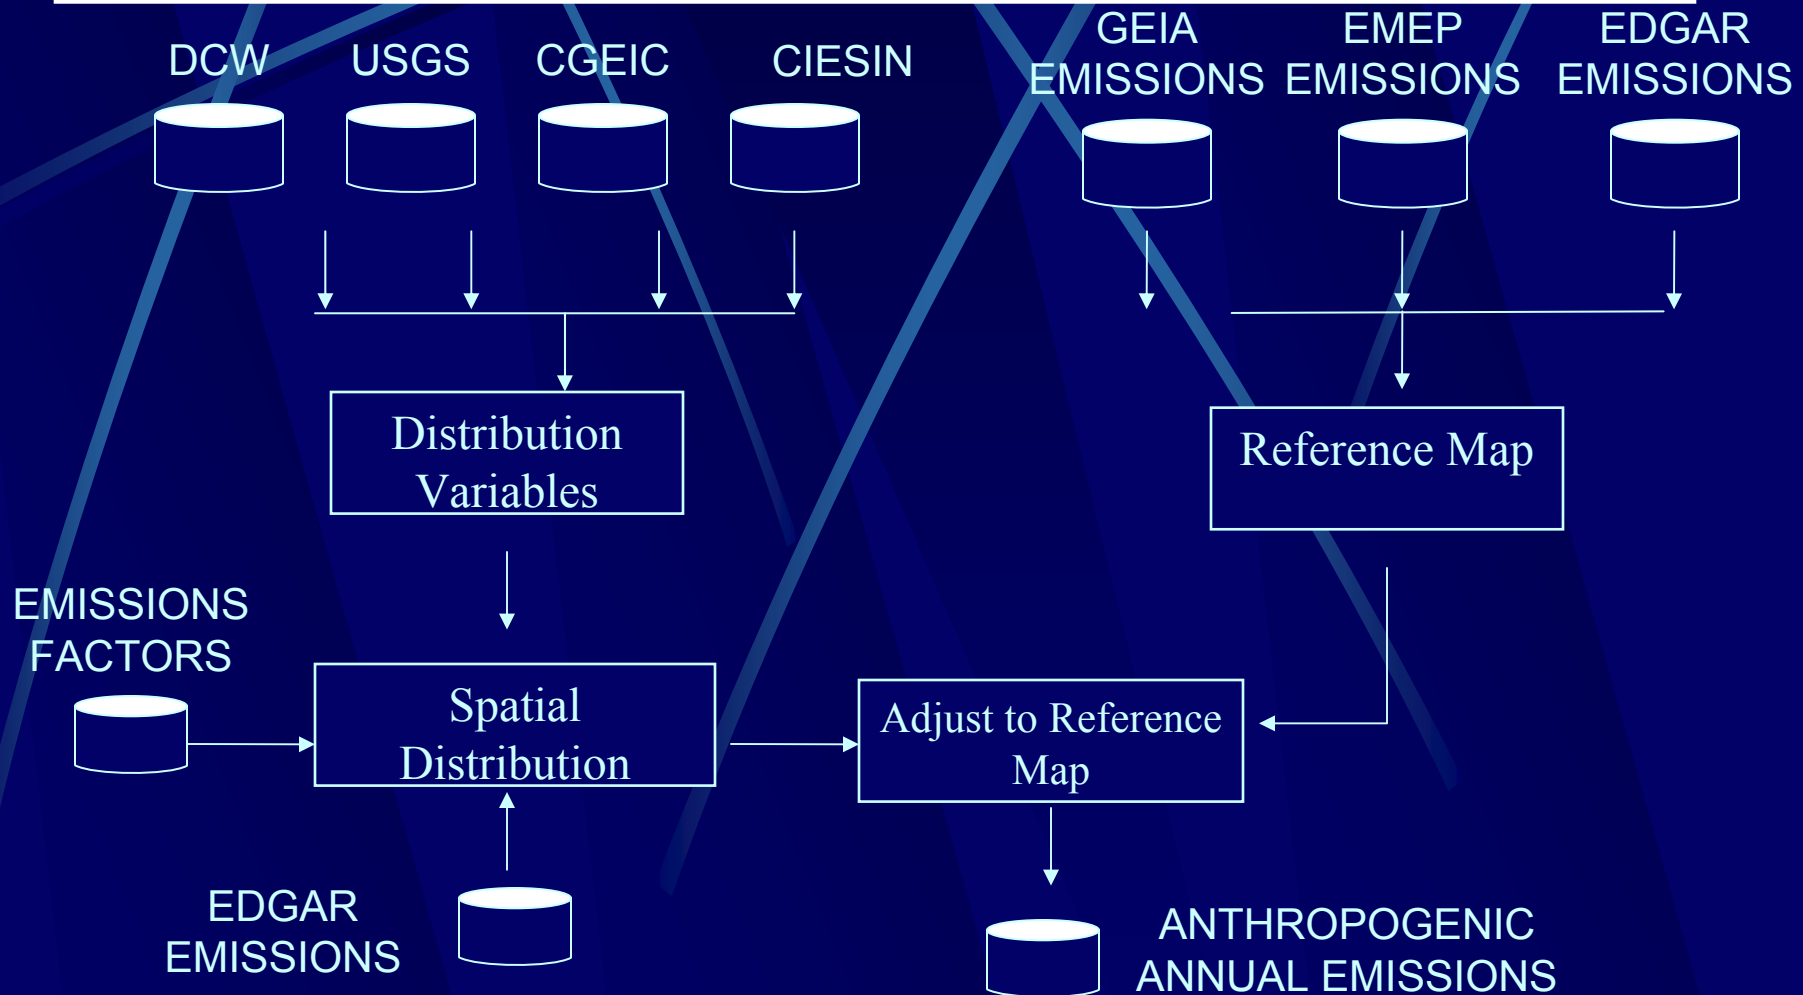 DCW
USGS
CGEIC
CIESIN
GEIA
EMISSIONS
EMEP
EMISSIONS
EDGAR
EMISSIONS
Distribution
Variables
Reference Map
EMISSIONS
FACTORS
Spatial
Distribution
Adjust to Reference
Map
EDGAR
EMISSIONS
ANTHROPOGENIC
ANNUAL EMISSIONS